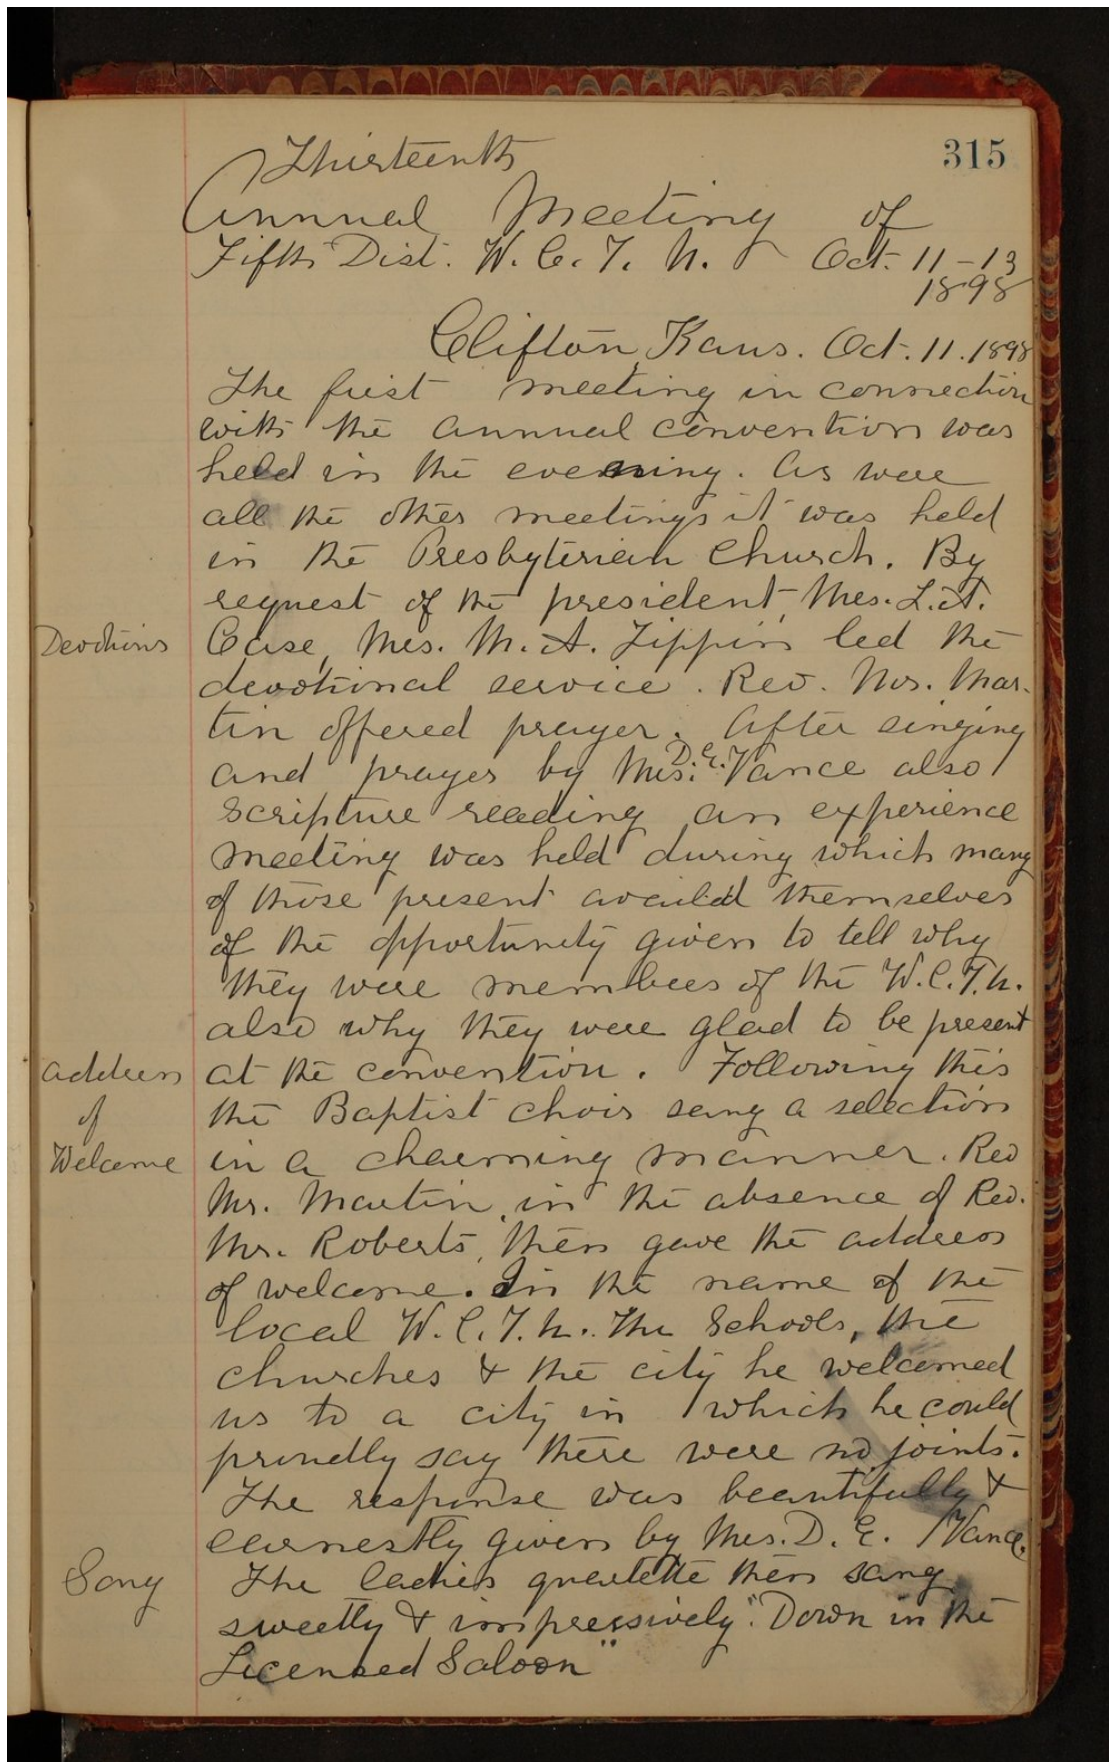 315
Thirteenth
Annual Meeting of
Fifth Dist. W. C. T. U. Oct. 11-13
1898
Clifton, Kans. Oct. 11. 1898
The first meeting in connection
with the annual convention was
held in the evening. As were
all the other meetings it was held
in the Presbyterian Church. By
request of the president, Mrs. L. A.
Devotions
Case, Mrs. M. A. Tippin led the
devotional service. Rev. Mr. Mar-
tin offered prayer. After singing
and prayer by Mrs. D. E. Vance also
scripture reading an experience
meeting was held during which many
of those present availed themselves
of the opportunity given to tell why
they were members of the W. C. T. U.
also why they were glad to be present
Address
at the convention. Following this
of
the Baptist choir sang a selection
Welcome
in a charming manner. Rev
Mr. Martin, in the absence of Rev.
Mr. Roberts, then gave the address
of welcome. In the name of the
local W. C. T. U. The Schools, the
churches & the city he welcomed
us to a city in which he could
proudly say there were no joints.
The response was beautifully &
earnestly given by Mrs. D. E. Vance.
Song
The ladies quartette then sang
sweetly & impressively. "Down in the
Licensed Saloon"